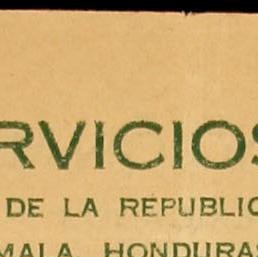 RVICIOS
DE LA REPUBLIC
MALA HONDURAS